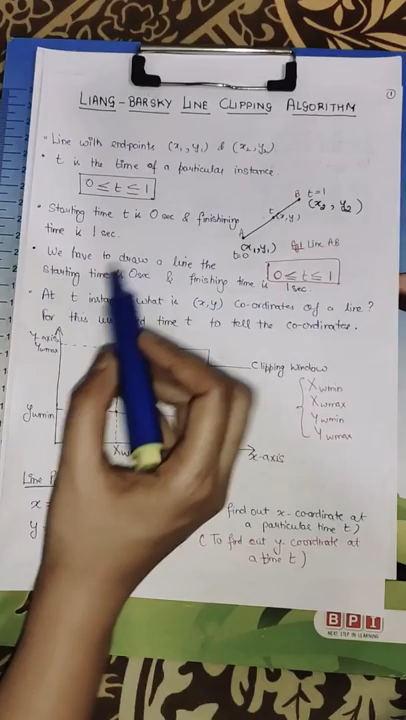 1
LIANG-BARSKY LINE CLIPPING ALGORITHM
• Line with endpoints (x1, y1) & (x2, y2)
• t is the time of a particular instance.
0 ≤ t ≤ 1
B t=1
(x2, y2)
t (x, y)
A
(x1, y1)
t=0
Line AB
• Starting time t is 0 sec & finishining
time is 1 sec.
• We have to draw a line the
starting time is 0 sec & finishing time is 1 sec.
0 ≤ t ≤ 1
• At t instance what is (x, y) Co-ordinates of a line?
For this we time t to tell the co-ordinates.
y-axis
ywmax
Clipping window
Xwmin
Xwmax
Ywmin
Ywmax
ywmin
Xw
x-axis
Line
x =
find out x-coordinate at
a particular time t)
y =
(To find out y-coordinate at
a time t)
BPI
NEXT STEP IN LEARNING